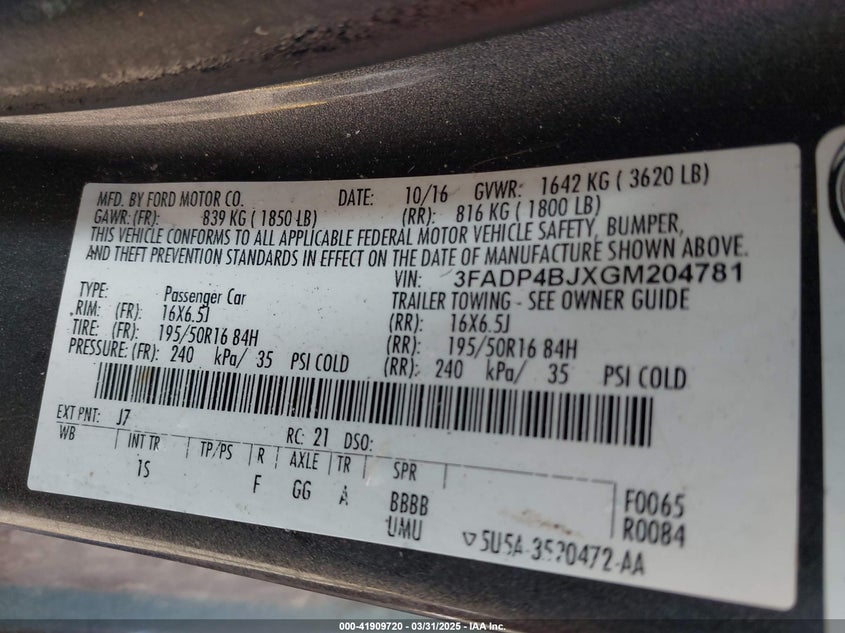 MFD. BY FORD MOTOR CO. DATE: 10/16 GVWR: 1642 KG ( 3620 LB)
GAWR: (FR): 839 KG ( 1850 LB) (RR): 816 KG ( 1800 LB)
THIS VEHICLE CONFORMS TO ALL APPLICABLE FEDERAL MOTOR VEHICLE SAFETY, BUMPER,
AND THEFT PREVENTION STANDARDS IN EFFECT ON THE DATE OF MANUFACTURE SHOWN ABOVE.
VIN: 3FADP4BJXGM204781
TYPE: Passenger Car TRAILER TOWING - SEE OWNER GUIDE
RIM: (FR): 16X6.5J (RR): 16X6.5J
TIRE: (FR): 195/50R16 84H (RR): 195/50R16 84H
PRESSURE: (FR): 240 kPa/ 35 PSI COLD (RR): 240 kPa/ 35 PSI COLD
EXT PNT: J7 RC: 21 DSO:
WB INT TR TP/PS R AXLE TR SPR
1S F GG A BBBB F0065
UMU R0084
5U5A-3520472-AA
000-41909720 — 03/31/2025 — IAA Inc.